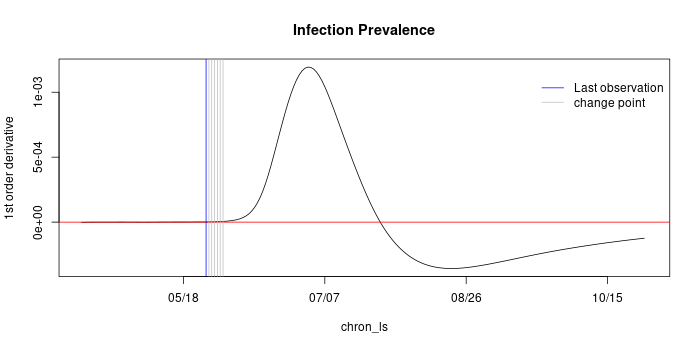 Infection Prevalence
1st order derivative
1e-03
5e-04
0e+00
Last observation
change point
05/18
07/07
08/26
10/15
chron_ls